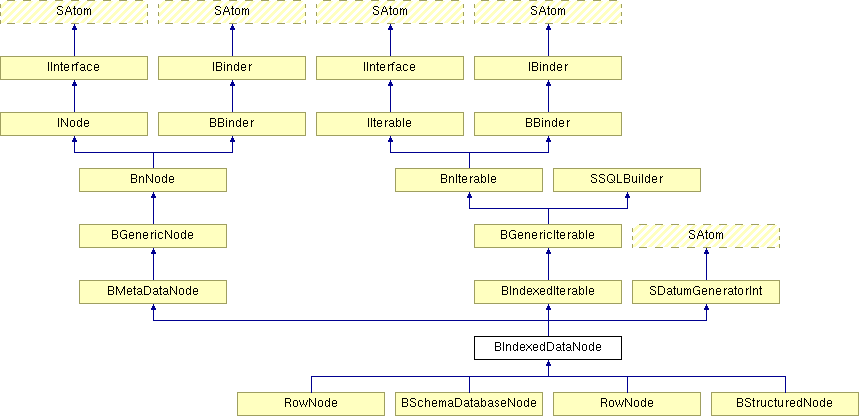 SAtom SAtom SAtom SAtom
IInterface IBinder IInterface IBinder
INode BBinder IIterable BBinder
BnNode BnIterable SSQLBuilder
BGenericNode BGenericIterable SAtom
BMetaDataNode BIndexedIterable SDatumGeneratorInt
BIndexedDataNode
RowNode BSchemaDatabaseNode RowNode BStructuredNode